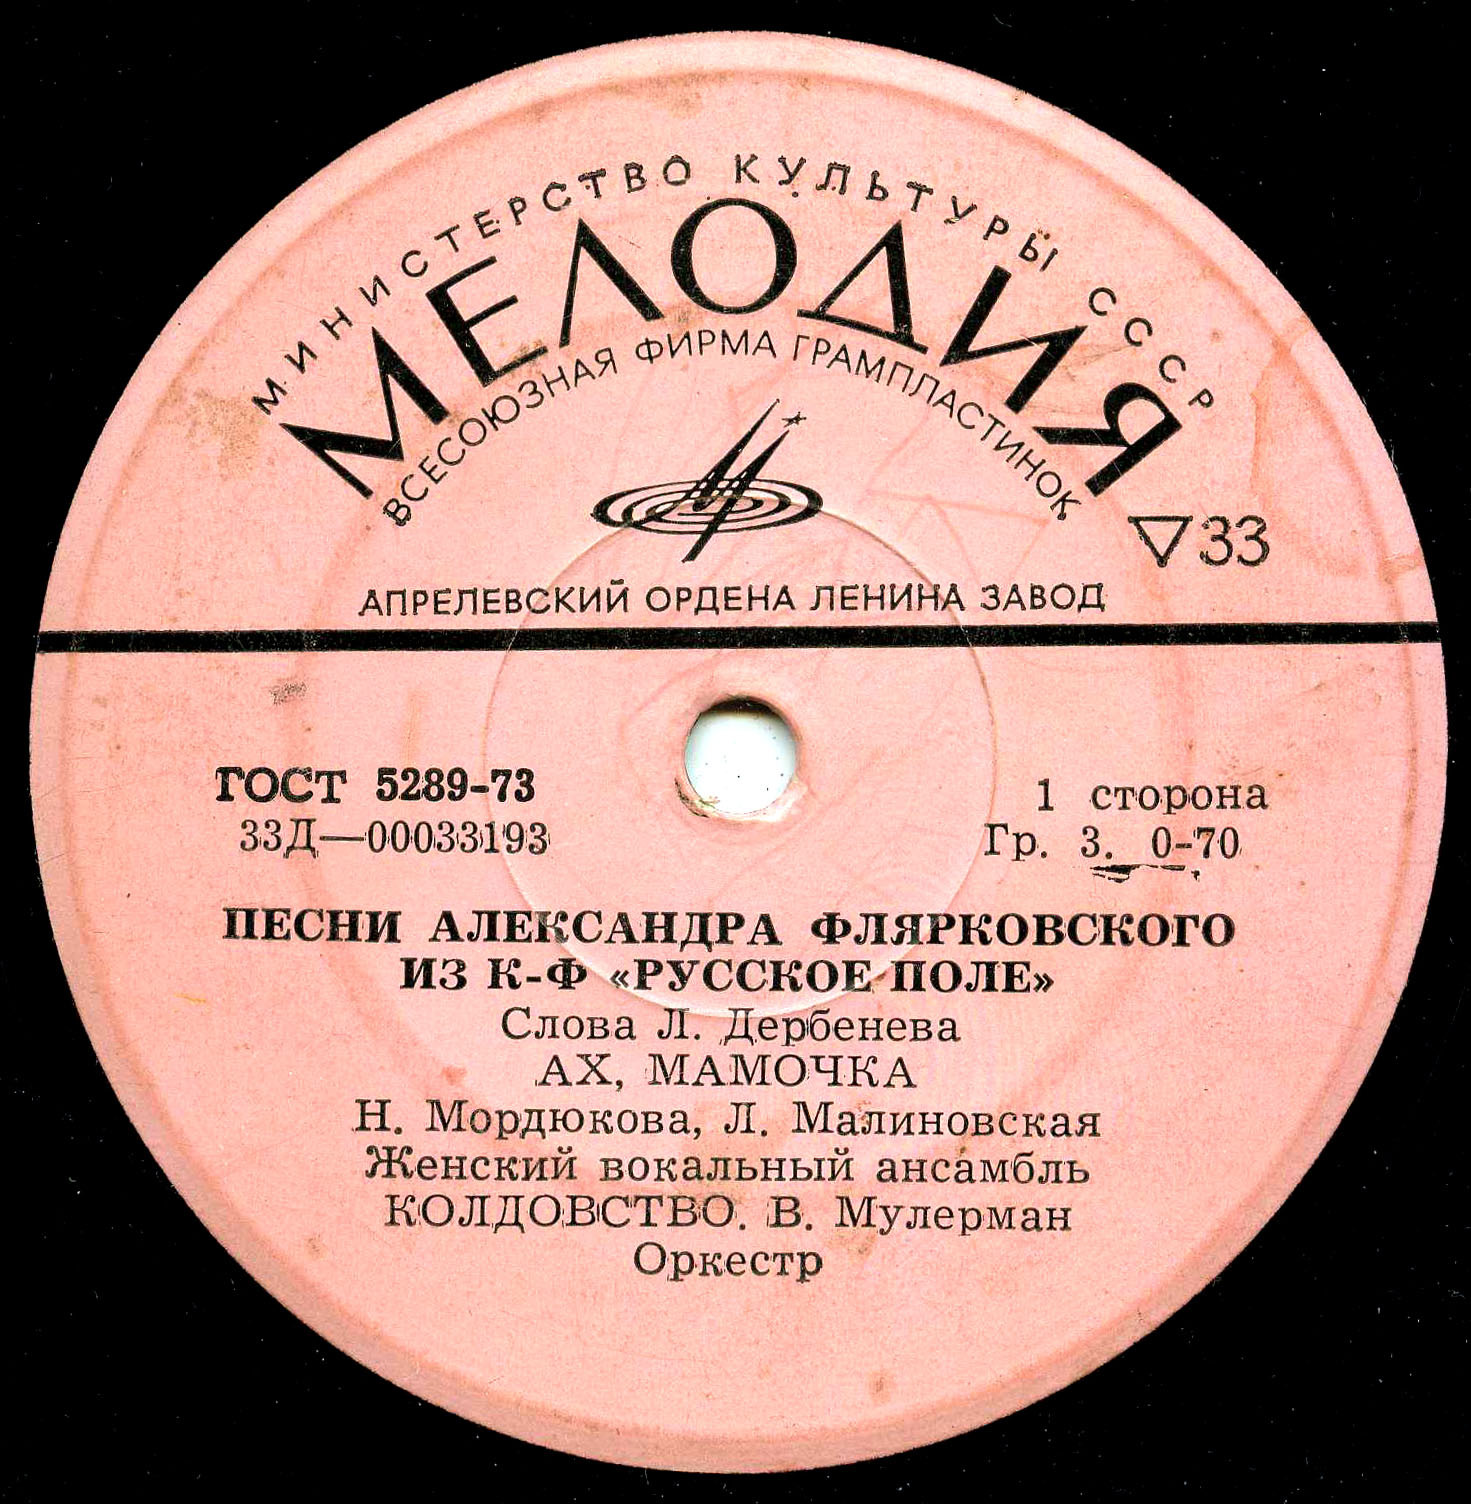 МИНИСТЕРСТВО КУЛЬТУРЫ СССР
МЕЛОДИЯ
ВСЕСОЮЗНАЯ ФИРМА ГРАМПЛАСТИНОК
33
АПРЕЛЕВСКИЙ ОРДЕНА ЛЕНИНА ЗАВОД
ГОСТ 5289-73
1 сторона
33Д—00033193
Гр. 3. 0-70
ПЕСНИ АЛЕКСАНДРА ФЛЯРКОВСКОГО
ИЗ К-Ф «РУССКОЕ ПОЛЕ»
Слова Л. Дербенева
АХ, МАМОЧКА
Н. Мордюкова, Л. Малиновская
Женский вокальный ансамбль
КОЛДОВСТВО. В. Мулерман
Оркестр